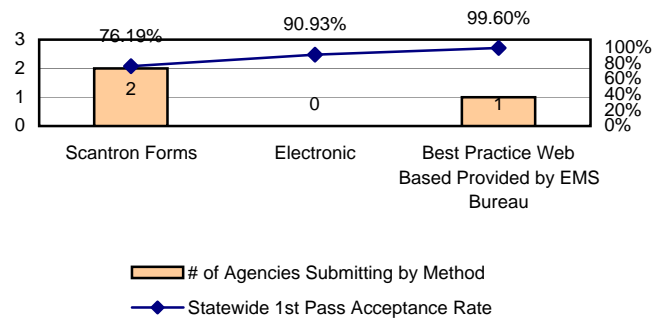 76.19%
90.93%
99.60%
3
2
1
0
2
0
1
100%
80%
60%
40%
20%
0%
Scantron Forms
Electronic
Best Practice Web
Based Provided by EMS
Bureau
# of Agencies Submitting by Method
Statewide 1st Pass Acceptance Rate